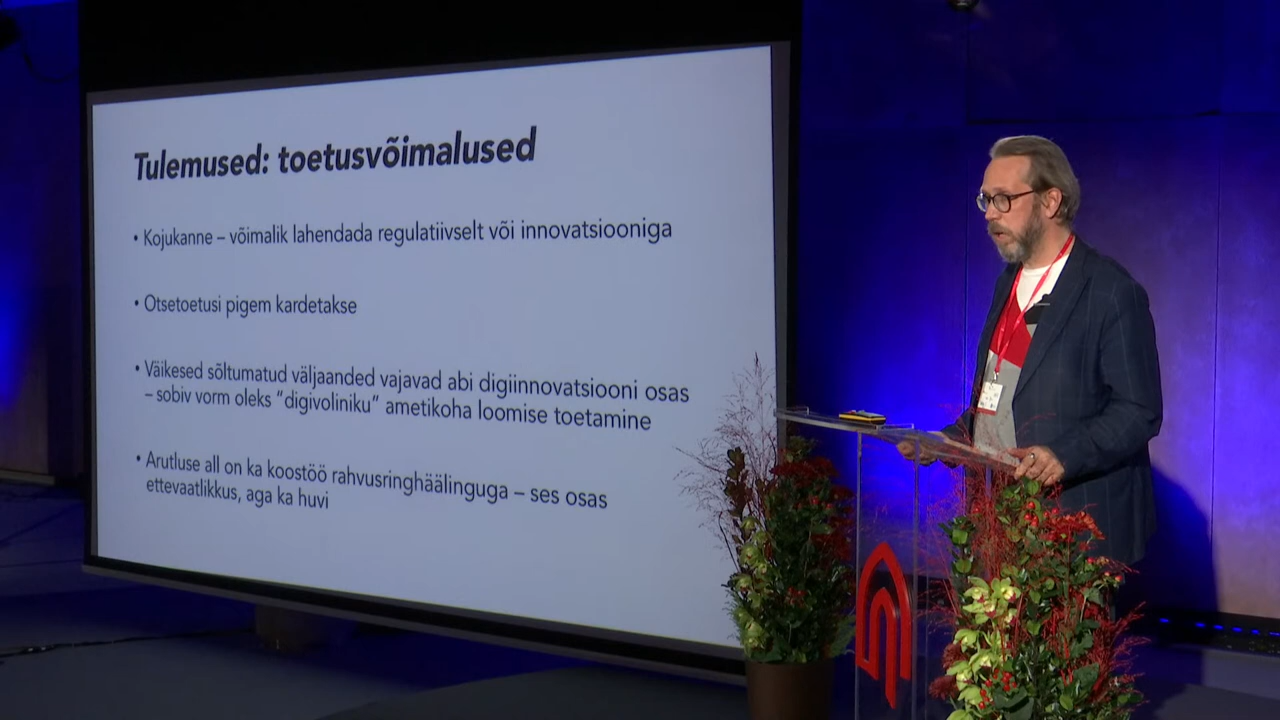 Tulemused: toetusvõimalused
• Kojukanne – võimalik lahendada regulatiivselt või innovatsiooniga
• Otsetoetusi pigem kardetakse
• Väikesed sõltumatud väljaanded vajavad abi digiinnovatsiooni osas
– sobiv vorm oleks "digivoliniku" ametikoha loomise toetamine
• Arutluse all on ka koostöö rahvusringhäälinguga – ses osas
ettevaatlikkus, aga ka huvi